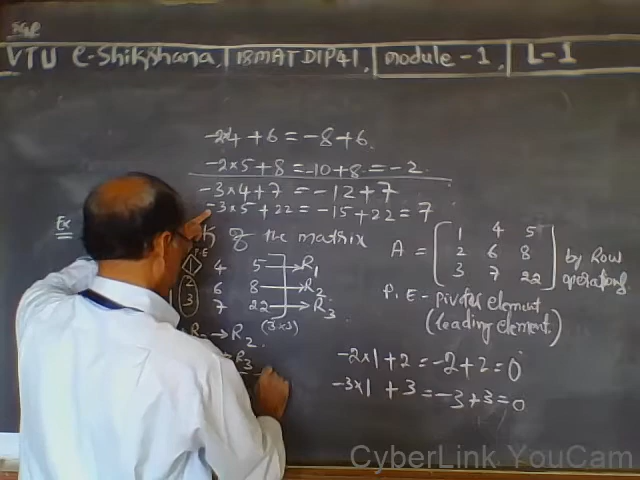 VTU e-Shikshana, 18MATDIP41, module-1, L-1
-2×4+6=-8+6.
-2×5+8=-10+8=-2.
-3×4+7=-12+7
-3×5+22=-15+22=7
Ex
of the matrix
4 5 → R1
2 6 8 → R2
3 7 22 → R3
(3×3)
→ R2
R3
A = [ 1 4 5
2 6 8
3 7 22 ] by Row operations
P.E - Pivotal element
(leading element)
-2×1+2=-2+2=0
-3×1+3=-3+3=0
CyberLink YouCam